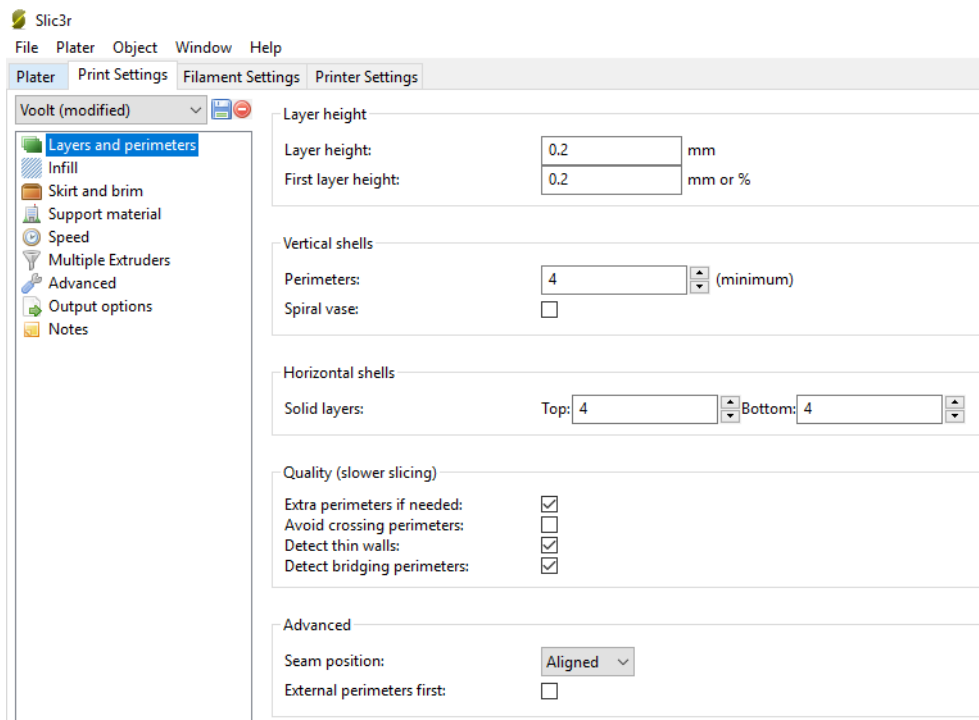 Slic3r
File Plater Object Window Help
Plater Print Settings Filament Settings Printer Settings
Voolt (modified)
Layers and perimeters
Infill
Skirt and brim
Support material
Speed
Multiple Extruders
Advanced
Output options
Notes
Layer height
Layer height: 0.2 mm
First layer height: 0.2 mm or %
Vertical shells
Perimeters: 4 (minimum)
Spiral vase:
Horizontal shells
Solid layers: Top: 4 Bottom: 4
Quality (slower slicing)
Extra perimeters if needed:
Avoid crossing perimeters:
Detect thin walls:
Detect bridging perimeters:
Advanced
Seam position: Aligned
External perimeters first: